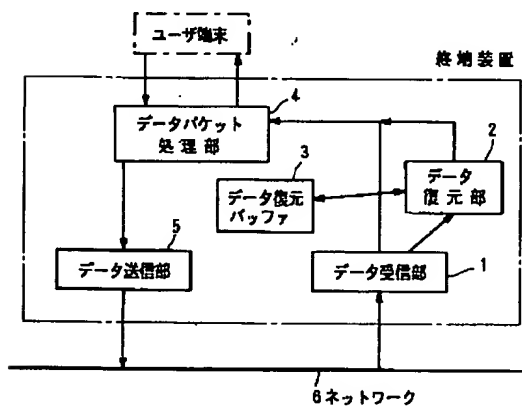 ユーザ端末
終端装置
4
データパケット
処理部
2
データ
復元部
3
データ復元
バッファ
5
データ送信部
データ受信部
1
6ネットワーク